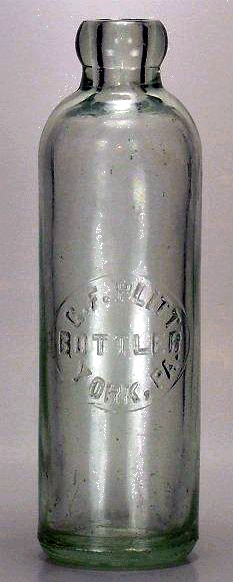 C.F. PLITT
BOTTLER
YORK, PA.